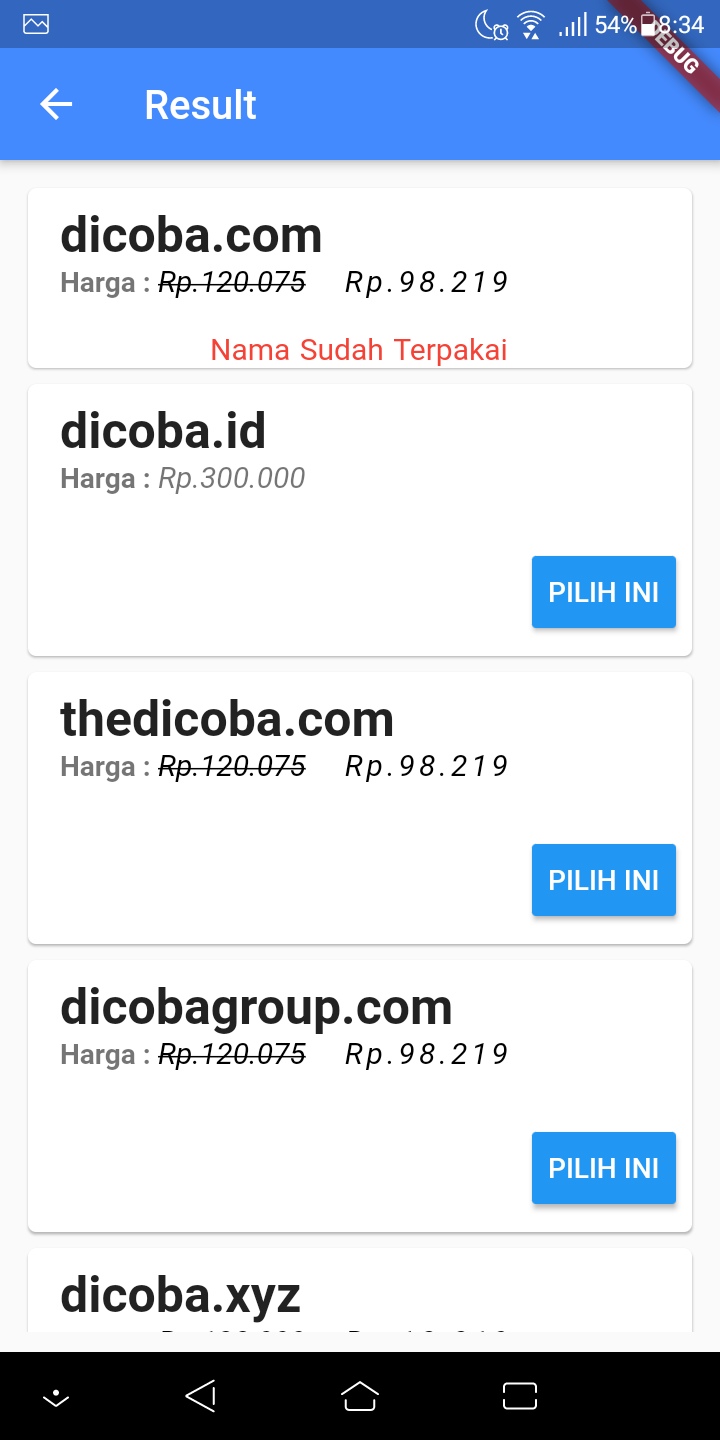 54% 8:34
DEBUG
Result
dicoba.com
Harga : Rp.120.075 Rp.98.219
Nama Sudah Terpakai
dicoba.id
Harga : Rp.300.000
PILIH INI
thedicoba.com
Harga : Rp.120.075 Rp.98.219
PILIH INI
dicobagroup.com
Harga : Rp.120.075 Rp.98.219
PILIH INI
dicoba.xyz